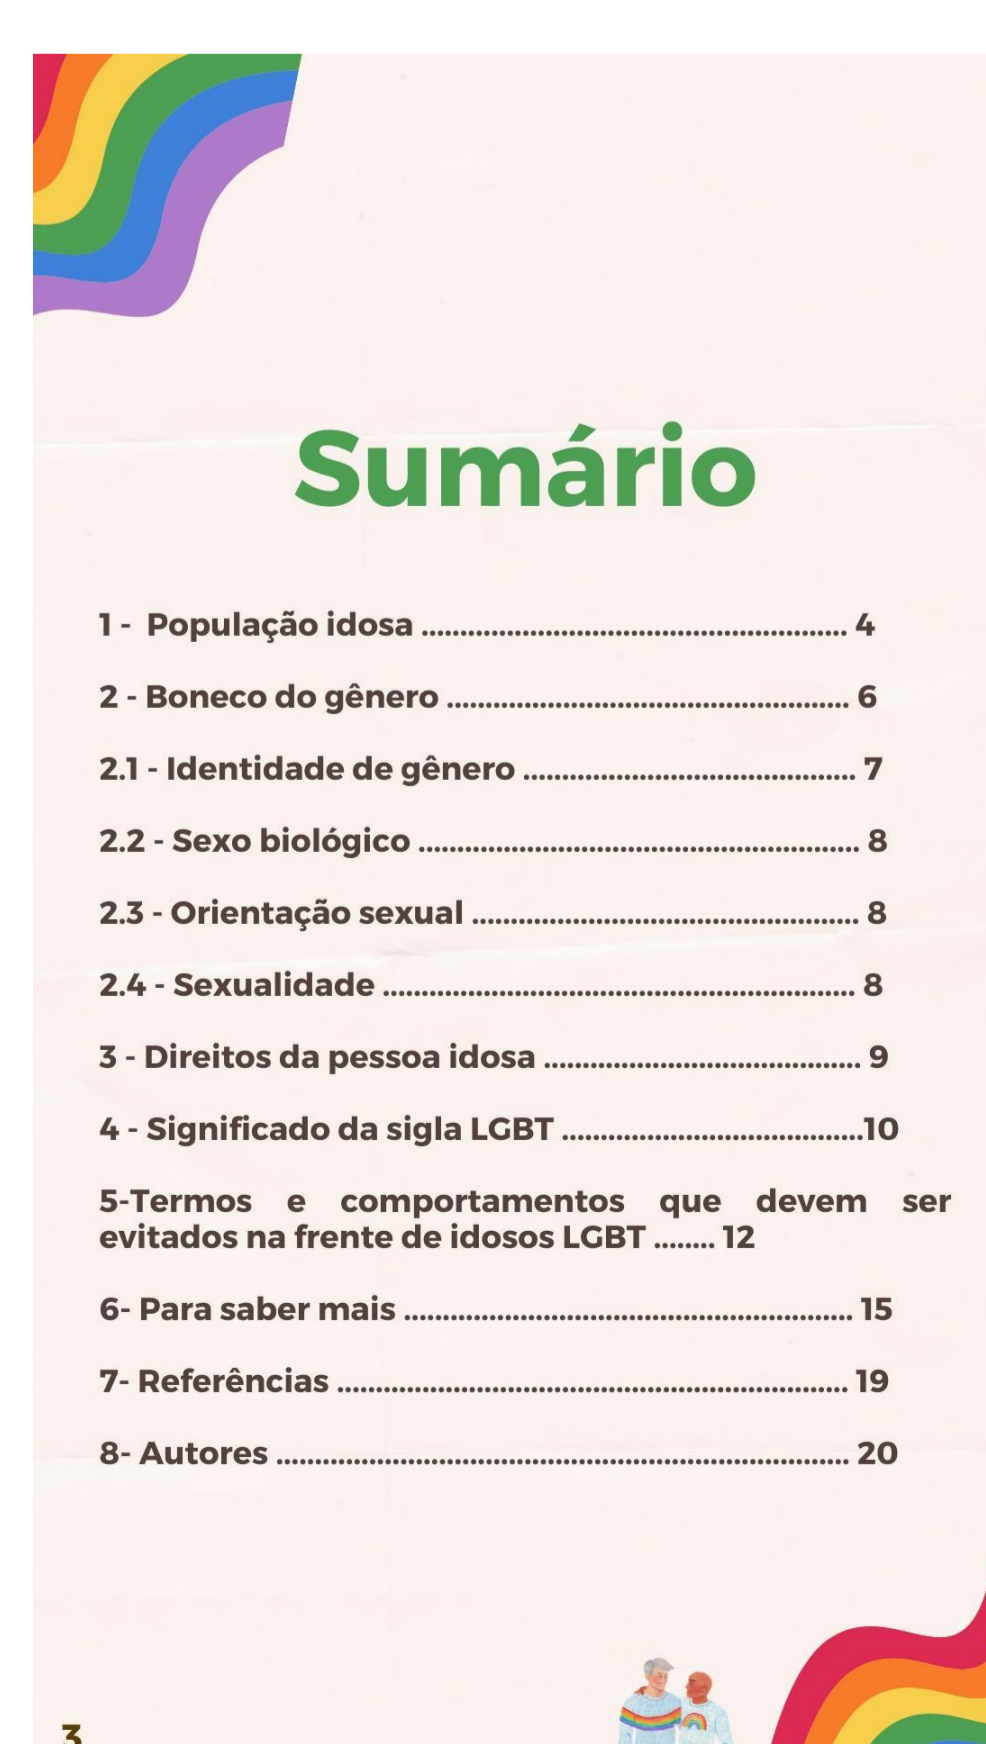 Sumário
1 - População idosa ....................................................... 4
2 - Boneco do gênero .................................................... 6
2.1 - Identidade de gênero ........................................... 7
2.2 - Sexo biológico ......................................................... 8
2.3 - Orientação sexual .................................................. 8
2.4 - Sexualidade ............................................................. 8
3 - Direitos da pessoa idosa ......................................... 9
4 - Significado da sigla LGBT .......................................10
5-Termos e comportamentos que devem ser
evitados na frente de idosos LGBT ........ 12
6- Para saber mais .......................................................... 15
7- Referências .................................................................. 19
8- Autores .......................................................................... 20
3